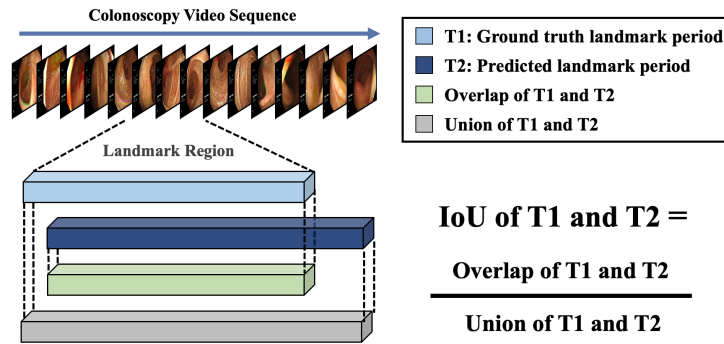 Colonoscopy Video Sequence
T1: Ground truth landmark period
T2: Predicted landmark period
Overlap of T1 and T2
Union of T1 and T2
Landmark Region
IoU of T1 and T2 =
Overlap of T1 and T2
Union of T1 and T2